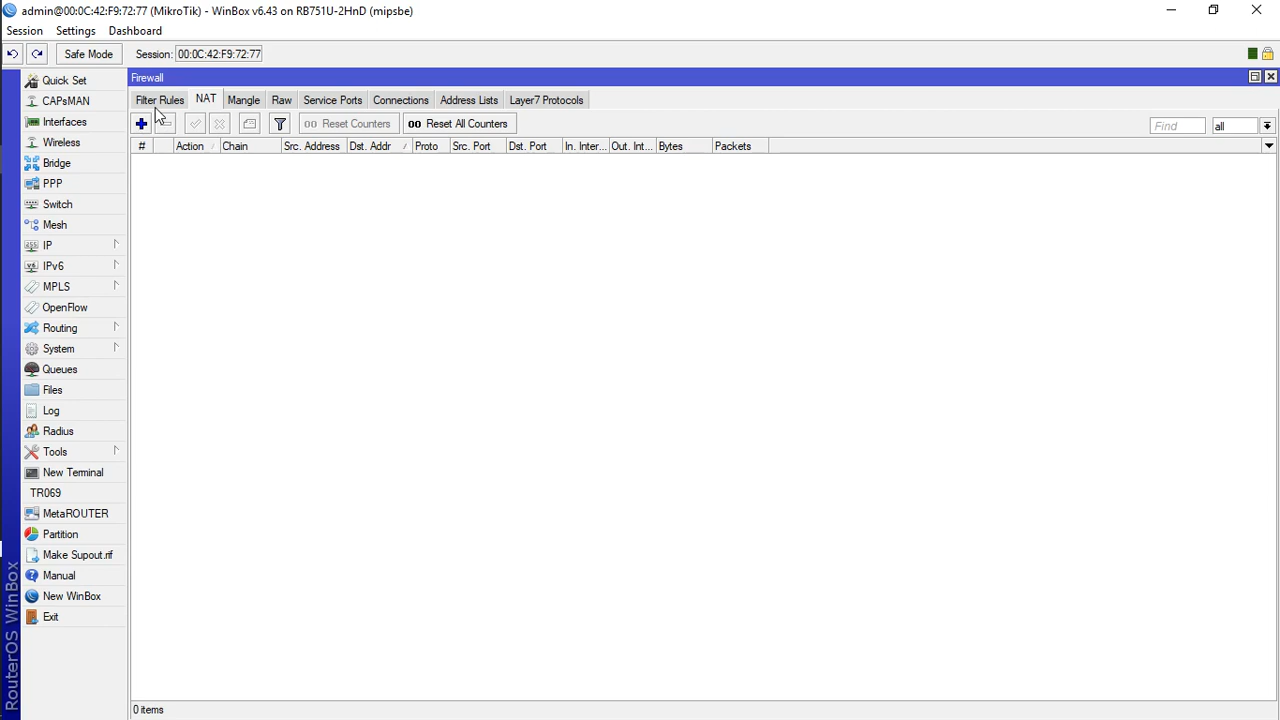 admin@00:0C:42:F9:72:77 (MikroTik) - WinBox v6.43 on RB751U-2HnD (mipsbe)
Session Settings Dashboard
Safe Mode Session: 00:0C:42:F9:72:77
Quick Set
CAPsMAN
Interfaces
Wireless
Bridge
PPP
Switch
Mesh
IP
IPv6
MPLS
OpenFlow
Routing
System
Queues
Files
Log
Radius
Tools
New Terminal
TR069
MetaROUTER
Partition
Make Supout.rif
Manual
New WinBox
Exit
RouterOS WinBox
Firewall
Filter Rules NAT Mangle Raw Service Ports Connections Address Lists Layer7 Protocols
00 Reset Counters 00 Reset All Counters Find all
# Action Chain Src. Address Dst. Addr Proto Src. Port Dst. Port In. Inter... Out. Int... Bytes Packets
0 items